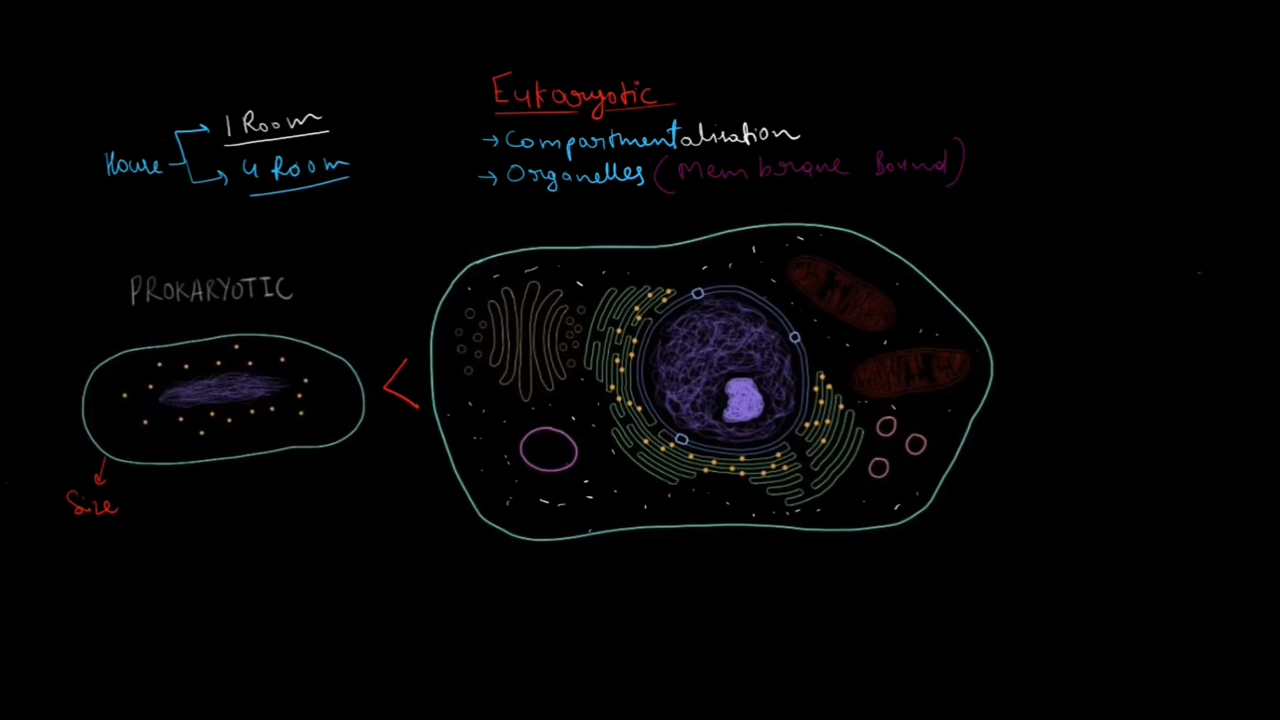 Eukaryotic
House
1 Room
4 Room
→ Compartmentalisation
→ Organelles (Membrane Bound)
PROKARYOTIC
<
Size